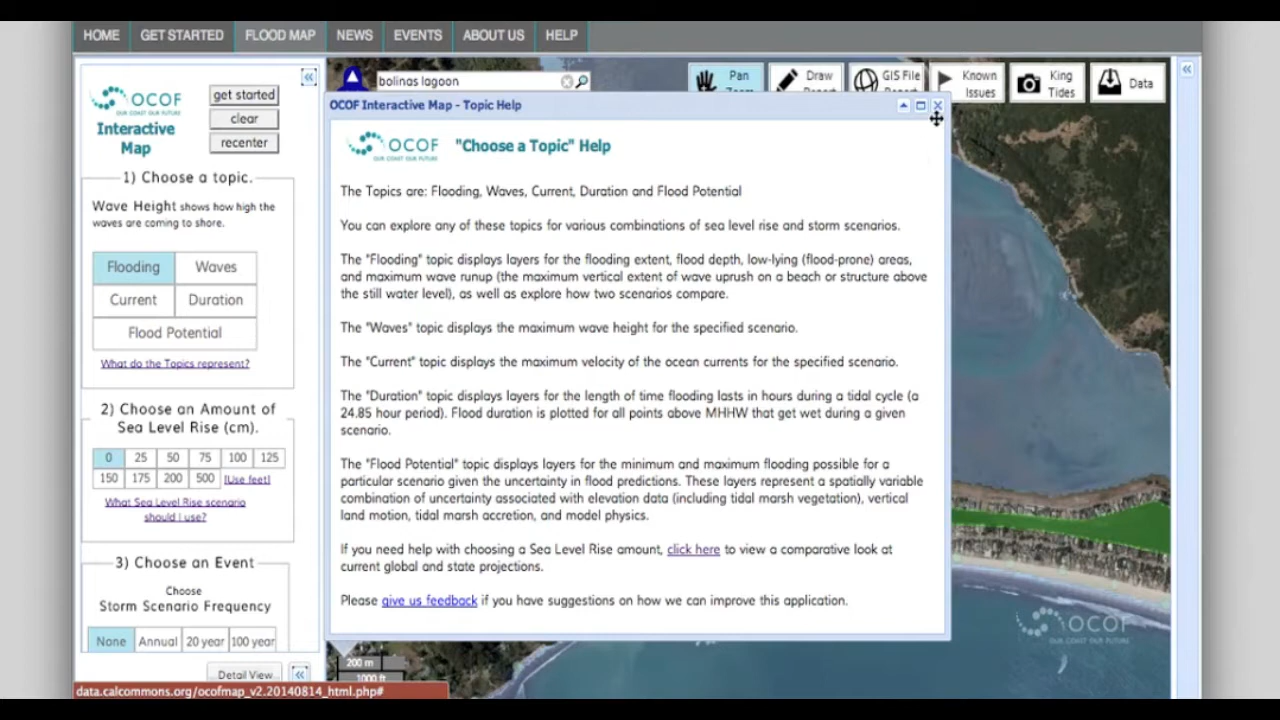 HOME GET STARTED FLOOD MAP NEWS EVENTS ABOUT US HELP
OCOF
OUR COAST OUR FUTURE
Interactive
Map
get started
clear
recenter
1) Choose a topic.
Wave Height shows how high the
waves are coming to shore.
Flooding Waves
Current Duration
Flood Potential
What do the Topics represent?
2) Choose an Amount of
Sea Level Rise (cm).
0 25 50 75 100 125
150 175 200 500 [Use feet]
What Sea Level Rise scenario
should I use?
3) Choose an Event
Choose
Storm Scenario Frequency
None Annual 20 year 100 year
Detail View
data.calcommons.org/ocofmap_v2.20140814_html.php#
bolinas lagoon
Pan
Draw
GIS File
Known
Issues
King
Tides
Data
OCOF Interactive Map - Topic Help
OCOF
OUR COAST OUR FUTURE
"Choose a Topic" Help
The Topics are: Flooding, Waves, Current, Duration and Flood Potential
You can explore any of these topics for various combinations of sea level rise and storm scenarios.
The "Flooding" topic displays layers for the flooding extent, flood depth, low-lying (flood-prone) areas,
and maximum wave runup (the maximum vertical extent of wave uprush on a beach or structure above
the still water level), as well as explore how two scenarios compare.
The "Waves" topic displays the maximum wave height for the specified scenario.
The "Current" topic displays the maximum velocity of the ocean currents for the specified scenario.
The "Duration" topic displays layers for the length of time flooding lasts in hours during a tidal cycle (a
24.85 hour period). Flood duration is plotted for all points above MHHW that get wet during a given
scenario.
The "Flood Potential" topic displays layers for the minimum and maximum flooding possible for a
particular scenario given the uncertainty in flood predictions. These layers represent a spatially variable
combination of uncertainty associated with elevation data (including tidal marsh vegetation), vertical
land motion, tidal marsh accretion, and model physics.
If you need help with choosing a Sea Level Rise amount, click here to view a comparative look at
current global and state projections.
Please give us feedback if you have suggestions on how we can improve this application.
200 m
1000 ft
OCOF
OUR COAST OUR FUTURE